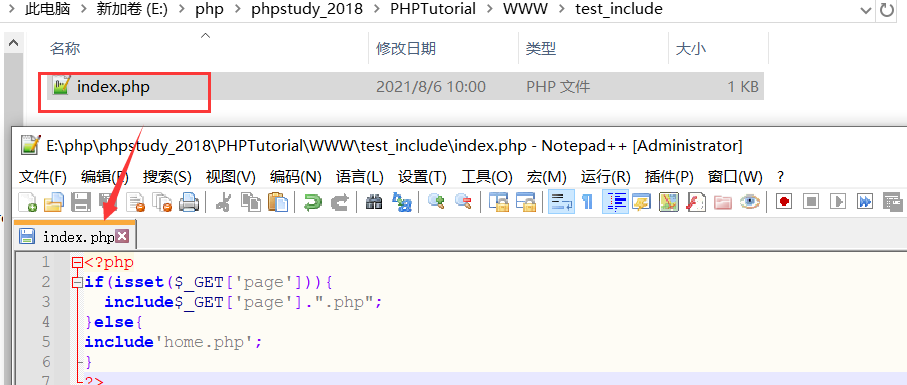 此电脑 › 新加卷 (E:) › php › phpstudy_2018 › PHPTutorial › WWW › test_include
名称 修改日期 类型 大小
index.php 2021/8/6 10:00 PHP 文件 1 KB
E:\php\phpstudy_2018\PHPTutorial\WWW\test_include\index.php - Notepad++ [Administrator]
文件(F) 编辑(E) 搜索(S) 视图(V) 编码(N) 语言(L) 设置(T) 工具(O) 宏(M) 运行(R) 插件(P) 窗口(W) ?
index.php
1 <?php
2 if(isset($_GET['page'])){
3 include$_GET['page'].".php";
4 }else{
5 include'home.php';
6 }
7 ?>